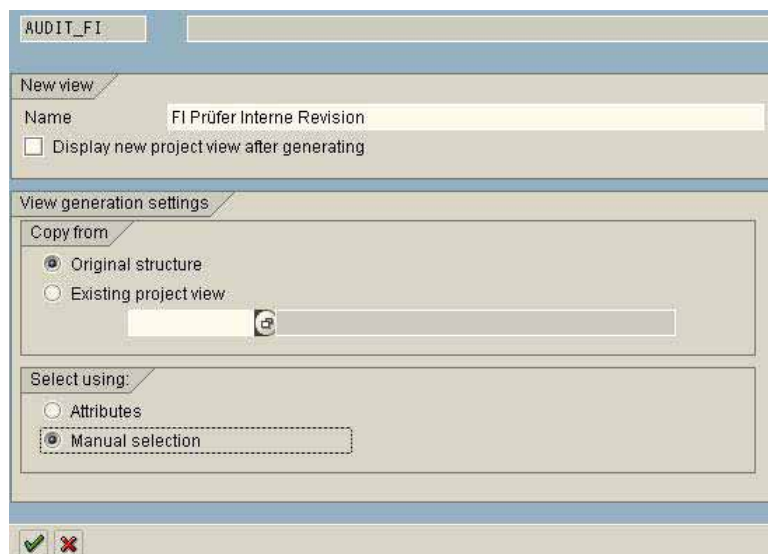 AUDIT_FI
New view
Name FI Prüfer Interne Revision
Display new project view after generating
View generation settings
Copy from
Original structure
Existing project view
Select using:
Attributes
Manual selection